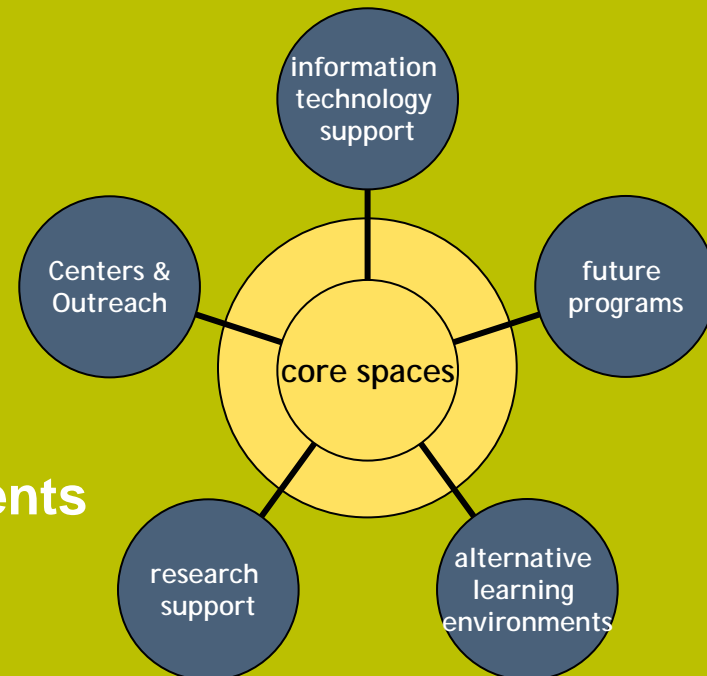 information
technology
support
Centers &
Outreach
future
programs
core spaces
ents
research
support
alternative
learning
environments